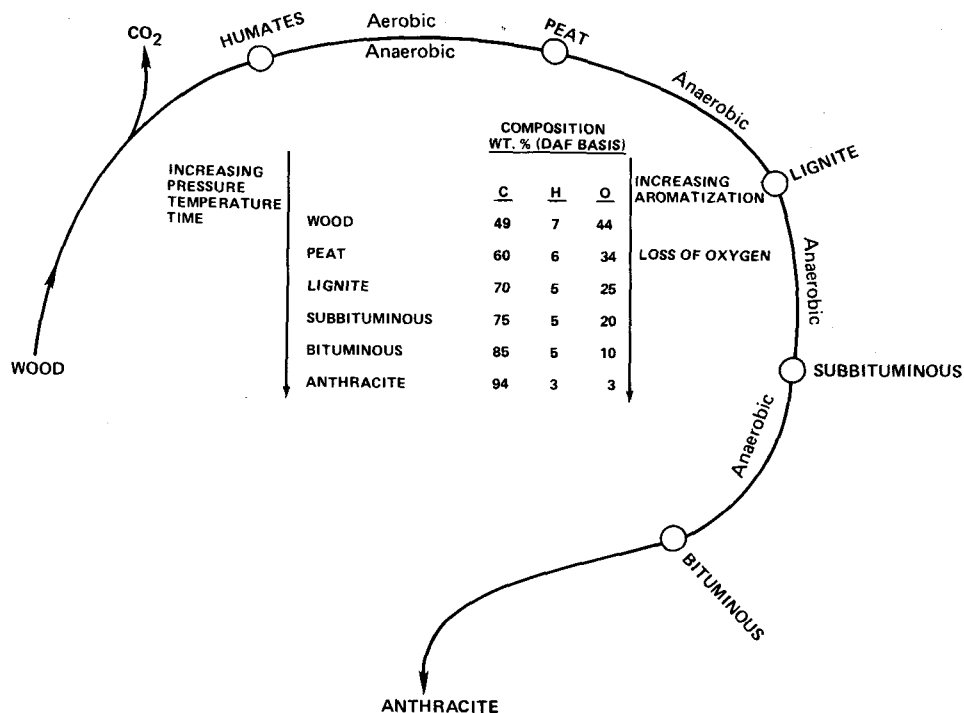 CO2
HUMATES
Aerobic
Anaerobic
PEAT
Anaerobic
LIGNITE
Anaerobic
SUBBITUMINOUS
Anaerobic
BITUMINOUS
ANTHRACITE
WOOD
INCREASING
PRESSURE
TEMPERATURE
TIME
COMPOSITION
WT. % (DAF BASIS)
C H O
WOOD 49 7 44
PEAT 60 6 34
LIGNITE 70 5 25
SUBBITUMINOUS 75 5 20
BITUMINOUS 85 5 10
ANTHRACITE 94 3 3
INCREASING
AROMATIZATION
LOSS OF OXYGEN